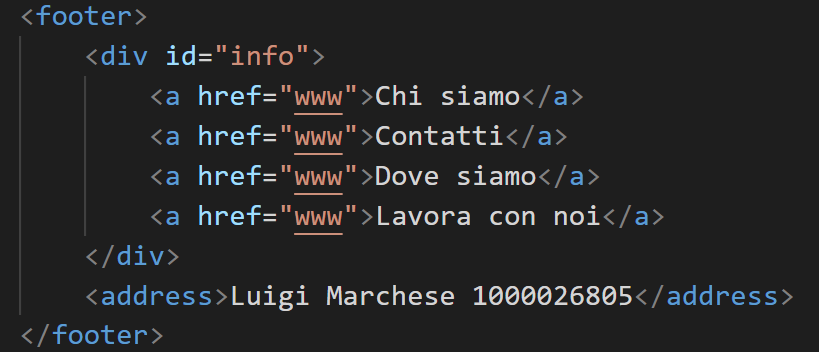 <footer>
<div id="info">
<a href="www">Chi siamo</a>
<a href="www">Contatti</a>
<a href="www">Dove siamo</a>
<a href="www">Lavora con noi</a>
</div>
<address>Luigi Marchese 1000026805</address>
</footer>